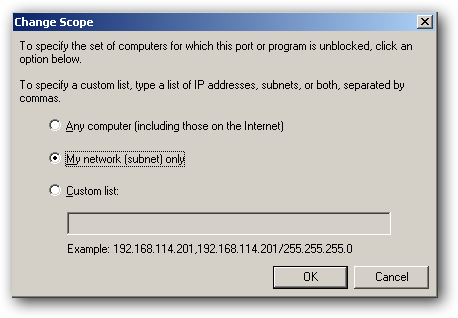 Change Scope
To specify the set of computers for which this port or program is unblocked, click an
option below.
To specify a custom list, type a list of IP addresses, subnets, or both, separated by
commas.
Any computer (including those on the Internet)
My network (subnet) only
Custom list:
Example: 192.168.114.201,192.168.114.201/255.255.255.0
OK Cancel